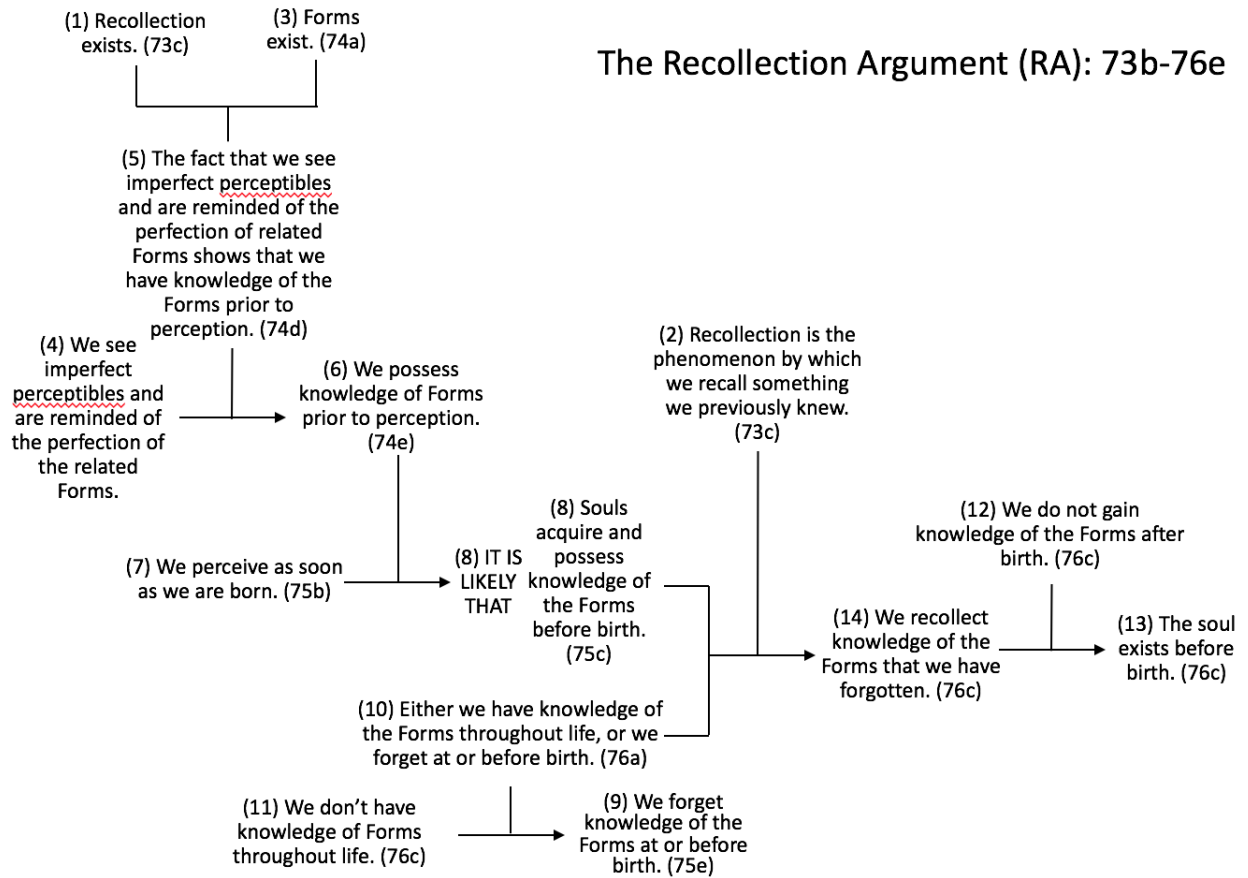 (1) Recollection
exists. (73c)
(3) Forms
exist. (74a)
The Recollection Argument (RA): 73b-76e
(5) The fact that we see
imperfect perceptibles
and are reminded of the
perfection of related
Forms shows that we
have knowledge of the
Forms prior to
perception. (74d)
(4) We see
imperfect
perceptibles and
are reminded of
the perfection of
the related
Forms.
(6) We possess
knowledge of Forms
prior to perception.
(74e)
(2) Recollection is the
phenomenon by which
we recall something
we previously knew.
(73c)
(7) We perceive as soon
as we are born. (75b)
(8) IT IS
LIKELY
THAT
(8) Souls
acquire and
possess
knowledge of
the Forms
before birth.
(75c)
(12) We do not gain
knowledge of the Forms after
birth. (76c)
(14) We recollect
knowledge of the
Forms that we have
forgotten. (76c)
(13) The soul
exists before
birth. (76c)
(10) Either we have knowledge of
the Forms throughout life, or we
forget at or before birth. (76a)
(11) We don't have
knowledge of Forms
throughout life. (76c)
(9) We forget
knowledge of the
Forms at or before
birth. (75e)